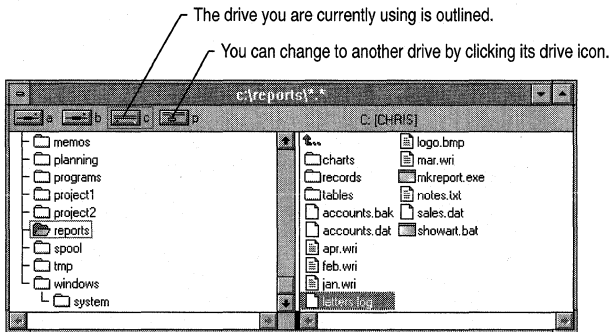 The drive you are currently using is outlined.
You can change to another drive by clicking its drive icon.
c:\reports\*.*
a b c p C: [CHRIS]
memos
planning
programs
project1
project2
reports
spool
tmp
windows
system
charts
records
tables
accounts.bak
accounts.dat
apr.wri
feb.wri
jan.wri
letters.log
logo.bmp
mar.wri
mkreport.exe
notes.txt
sales.dat
showart.bat